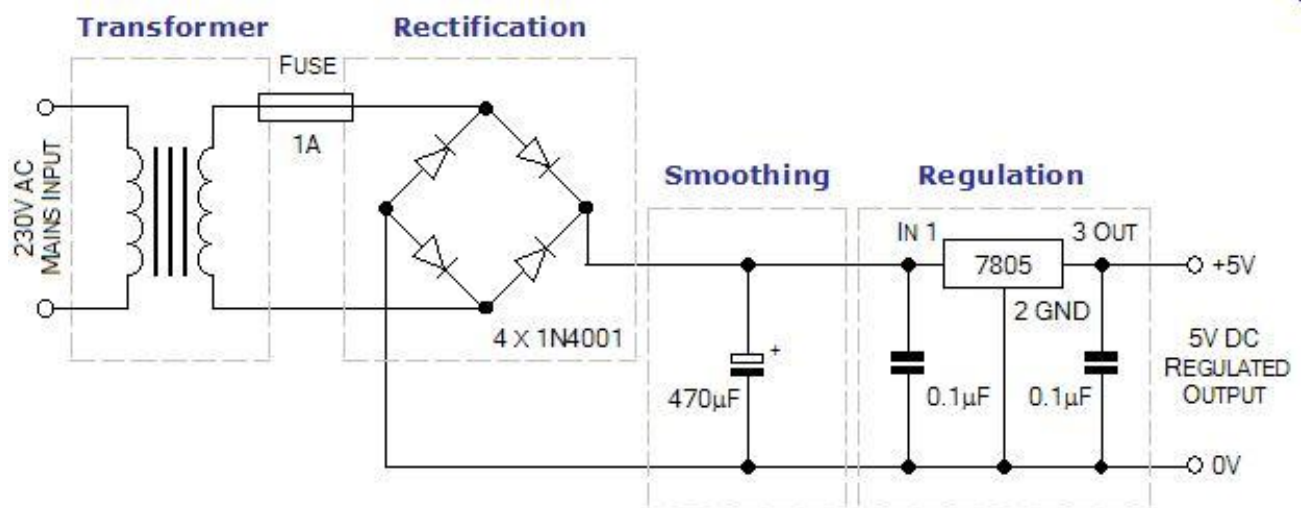 Transformer
Rectification
FUSE
1A
230V AC
MAINS INPUT
4 X 1N4001
Smoothing
Regulation
IN 1
7805
3 OUT
2 GND
+5V
+
470µF
0.1µF
0.1µF
5V DC
REGULATED
OUTPUT
0V